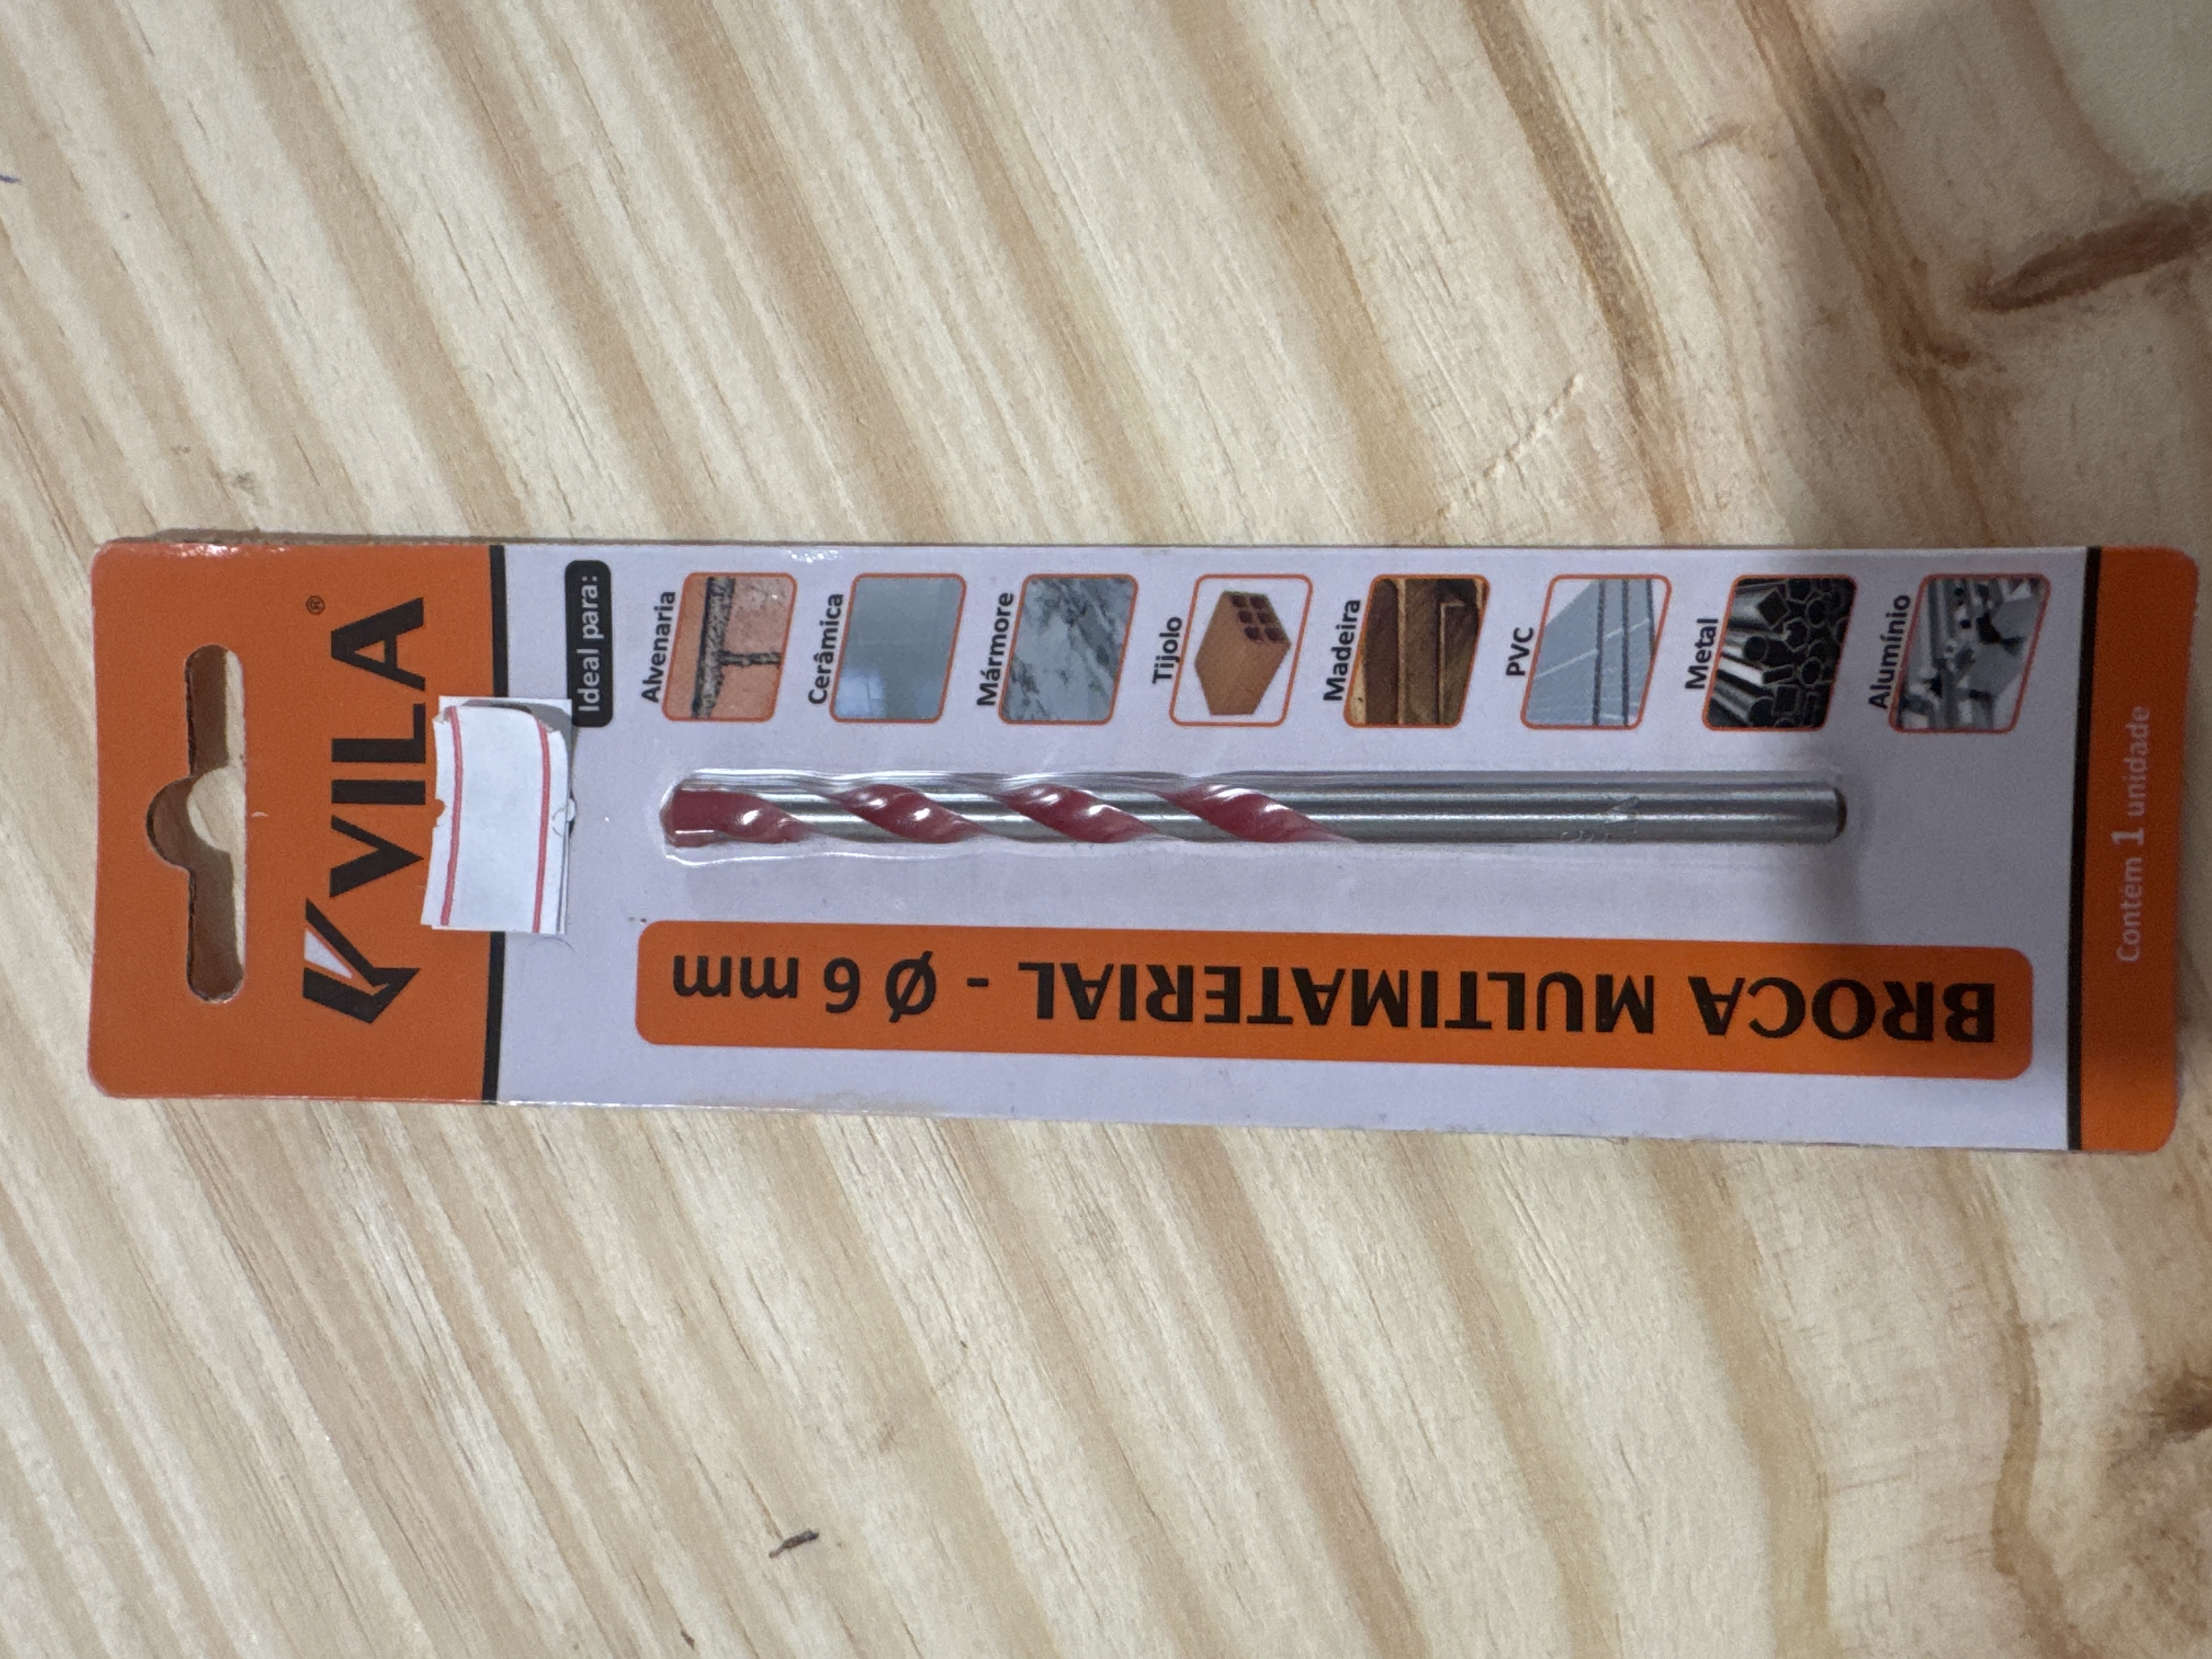 VILA®
Ideal para:
Alvenaria
Cerâmica
Mármore
Tijolo
Madeira
PVC
Metal
Alumínio
BROCA MULTIMATERIAL - Ø 6 mm
Contém 1 unidade